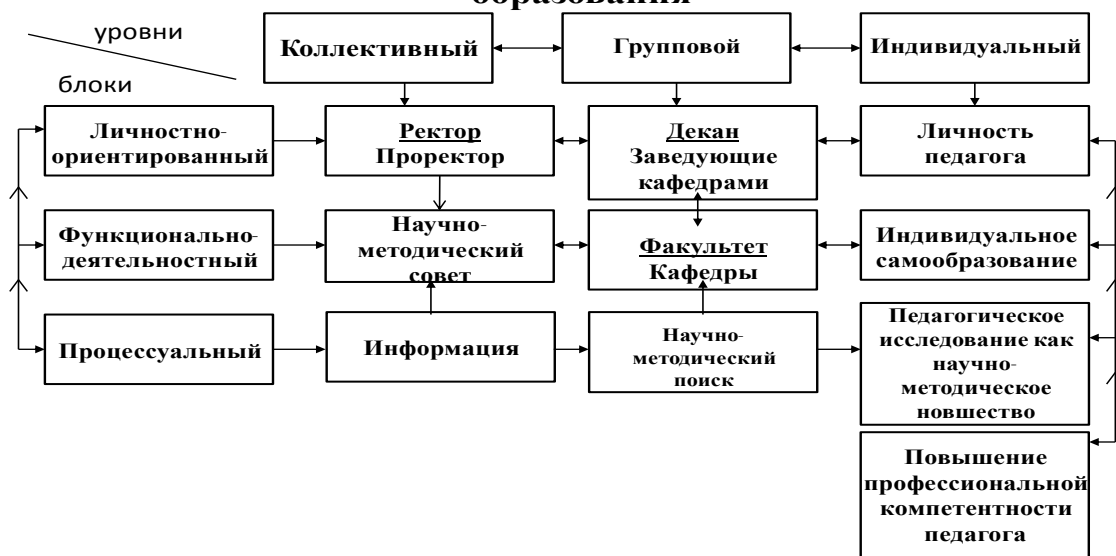 образования
уровни
блоки
Коллективный
Групповой
Индивидуальный
Личностно-
ориентированный
Ректор
Проректор
Декан
Заведующие
кафедрами
Личность
педагога
Функционально-
деятельностный
Научно-
методический
совет
Факультет
Кафедры
Индивидуальное
самообразование
Процессуальный
Информация
Научно-
методический
поиск
Педагогическое
исследование как
научно-
методическое
новшество
Повышение
профессиональной
компетентности
педагога